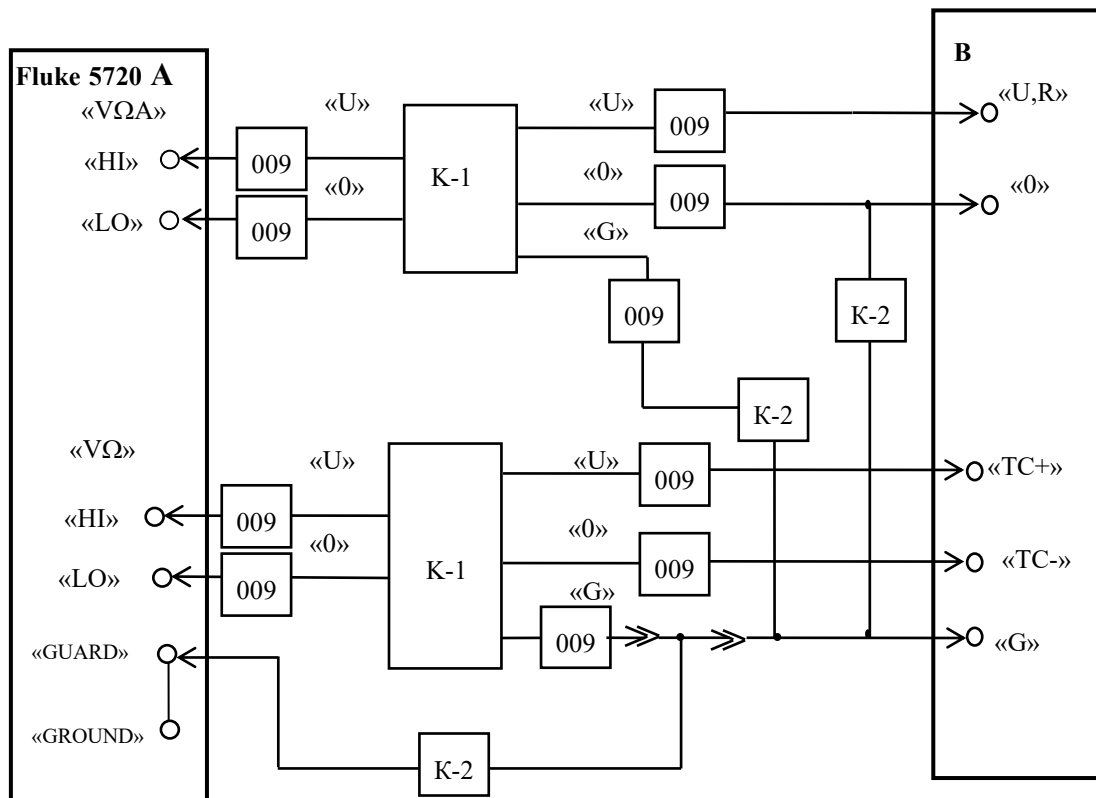 Fluke 5720 A
В
«VΩA»
«U»
«U»
009
«U,R»
«HI»
009
К-1
«0»
«0»
009
«0»
«LO»
009
«G»
009
К-2
К-2
«VΩ»
«U»
«U»
009
«TC+»
«HI»
009
К-1
«0»
«0»
009
«TC-»
«LO»
009
«G»
009
«G»
«GUARD»
«GROUND»
К-2